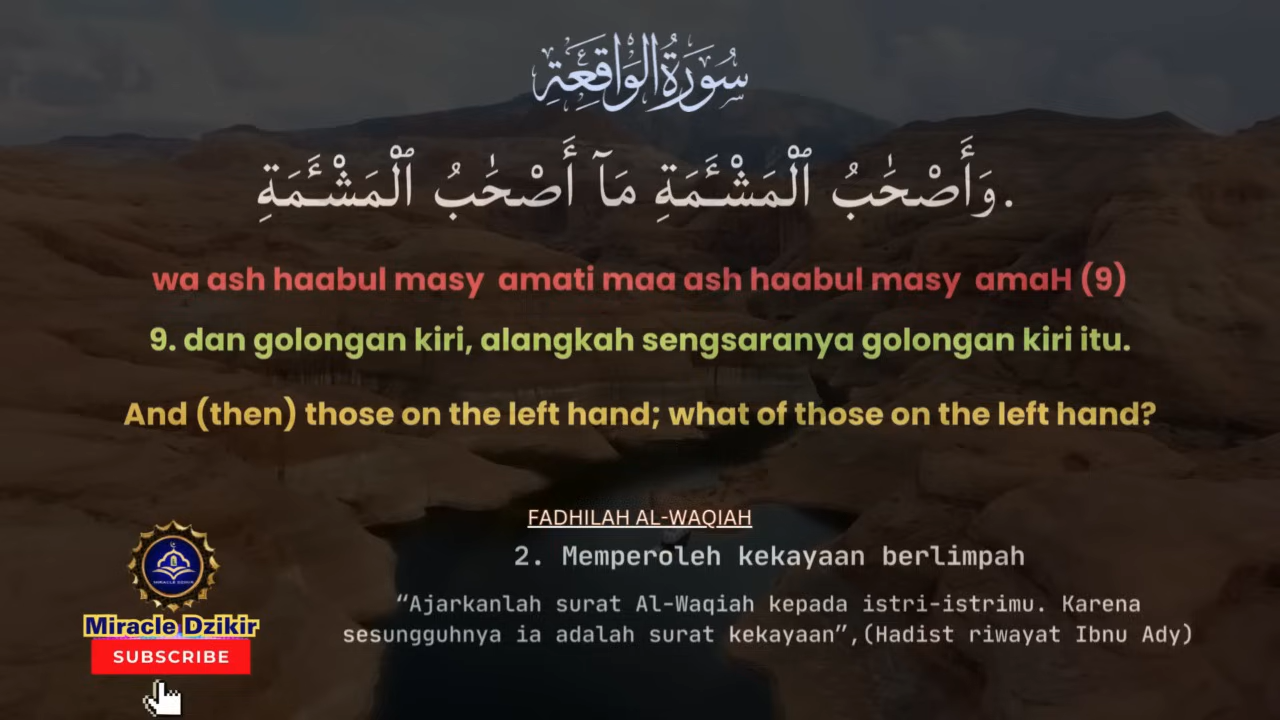 سُورَةُ الوَاقِعَةِ
وَأَصْحَٰبُ ٱلْمَشْـَٔمَةِ مَآ أَصْحَٰبُ ٱلْمَشْـَٔمَةِ.
wa ash haabul masy amati maa ash haabul masy amaH (9)
9. dan golongan kiri, alangkah sengsaranya golongan kiri itu.
And (then) those on the left hand; what of those on the left hand?
FADHILAH AL-WAQIAH
2. Memperoleh kekayaan berlimpah
“Ajarkanlah surat Al-Waqiah kepada istri-istrimu. Karena
sesungguhnya ia adalah surat kekayaan”,(Hadist riwayat Ibnu Ady)
MIRACLE DZIKIR
Miracle Dzikir
SUBSCRIBE